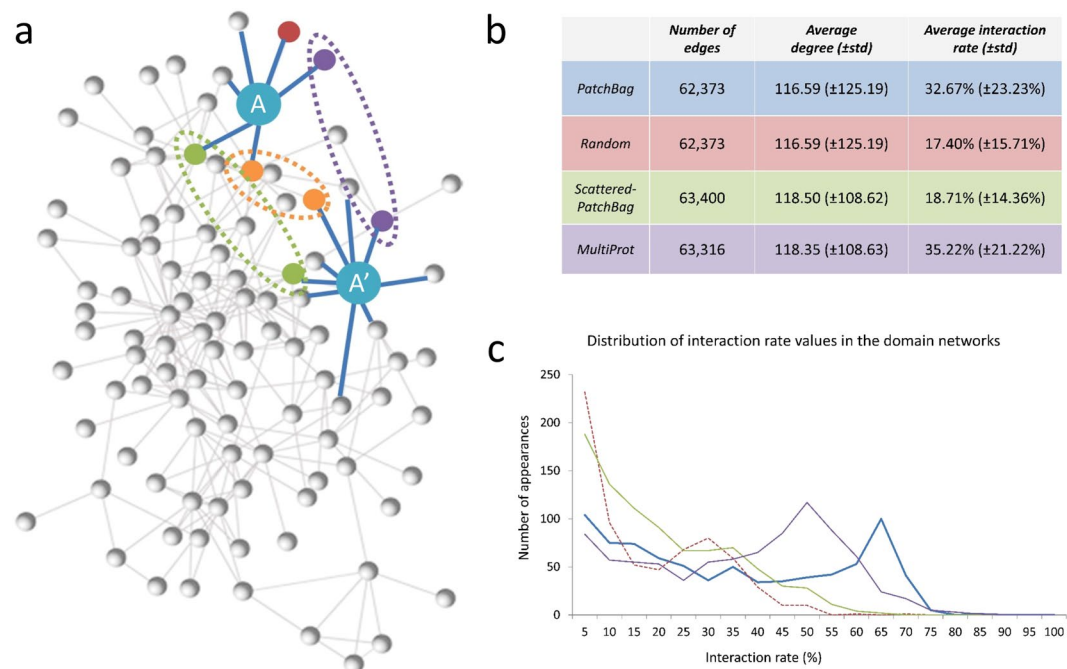 a
A
A'
b
Number of edges
Average degree (±std)
Average interaction rate (±std)
PatchBag 62,373 116.59 (±125.19) 32.67% (±23.23%)
Random 62,373 116.59 (±125.19) 17.40% (±15.71%)
Scattered-
PatchBag 63,400 118.50 (±108.62) 18.71% (±14.36%)
MultiProt 63,316 118.35 (±108.63) 35.22% (±21.22%)
c
Distribution of interaction rate values in the domain networks
Number of appearances
250
200
150
100
50
0
5 10 15 20 25 30 35 40 45 50 55 60 65 70 75 80 85 90 95 100
Interaction rate (%)